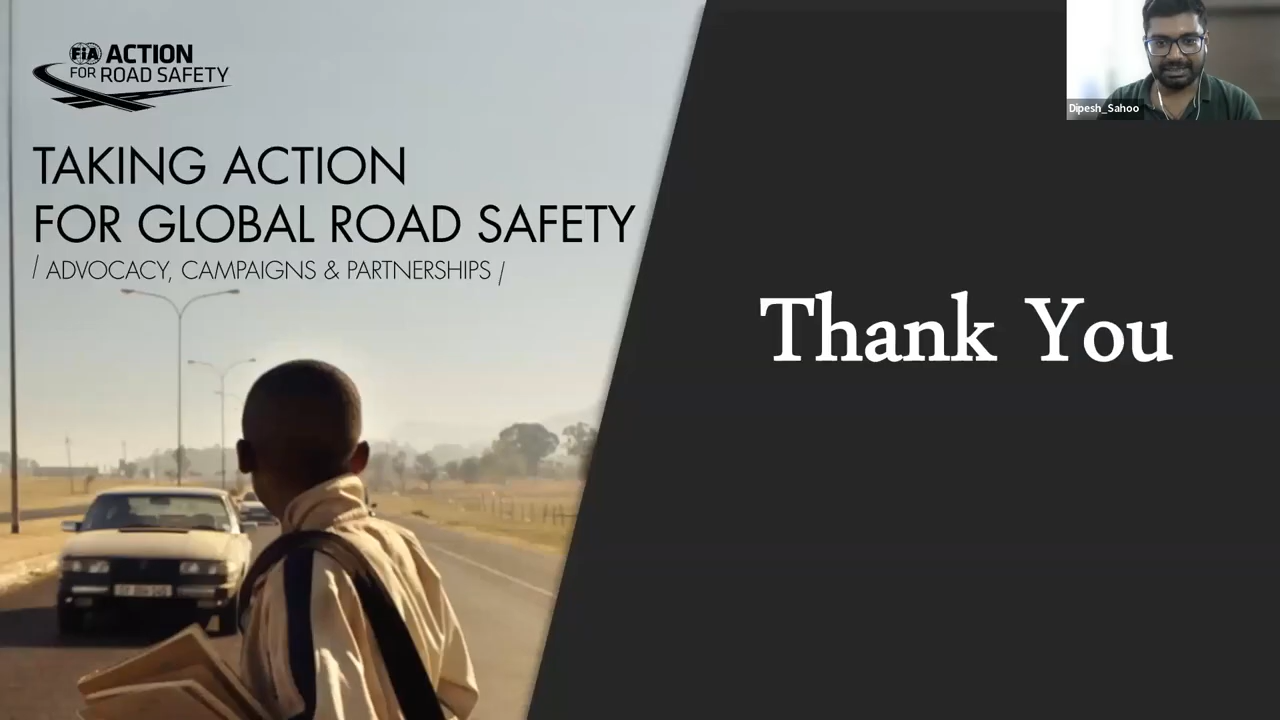 FIA ACTION
FOR ROAD SAFETY
TAKING ACTION
FOR GLOBAL ROAD SAFETY
/ ADVOCACY, CAMPAIGNS & PARTNERSHIPS /
Thank You
Dipesh_Sahoo